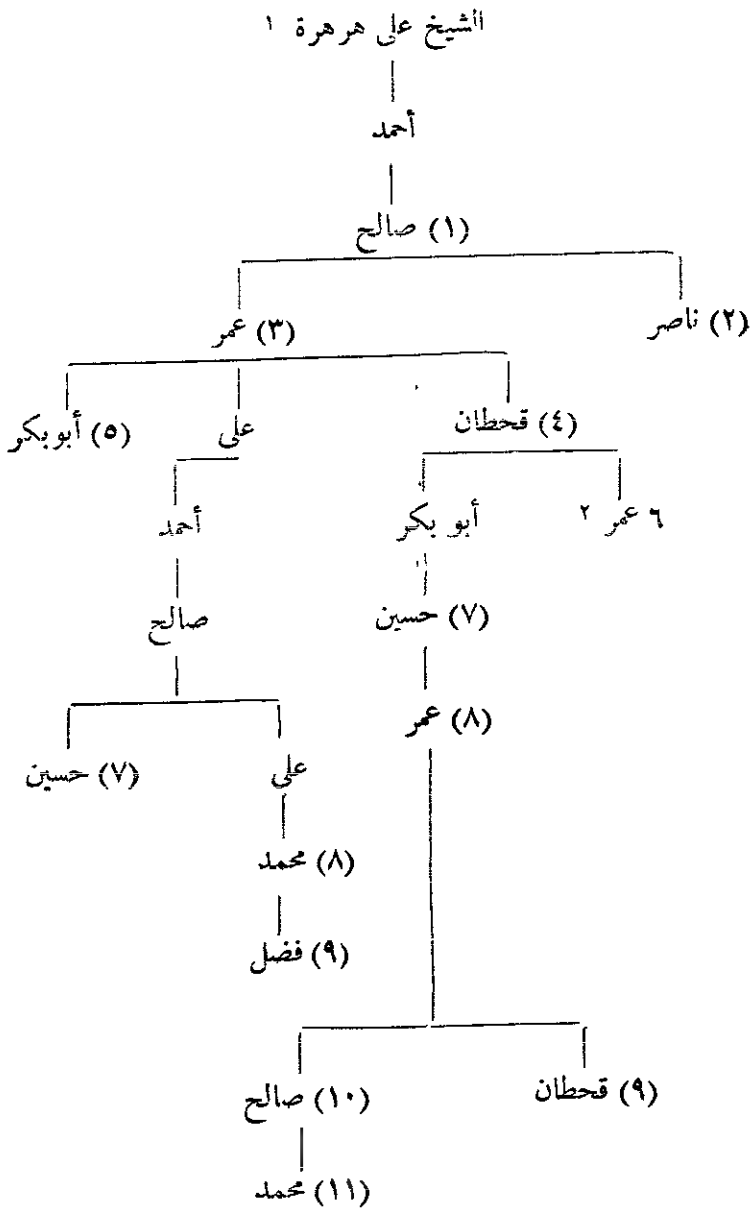 الشيخ على هرهرة ١
أحمد
(١) صالح
(٢) ناصر (٣) عمر
(٤) قحطان على (٥) أبو بكر
٦ عمر ٢ أبو بكر أحمد
(٧) حسين صالح
(٨) عمر
على (٧) حسين
(٨) محمد
(٩) فضل
(٩) قحطان (١٠) صالح
(١١) محمد